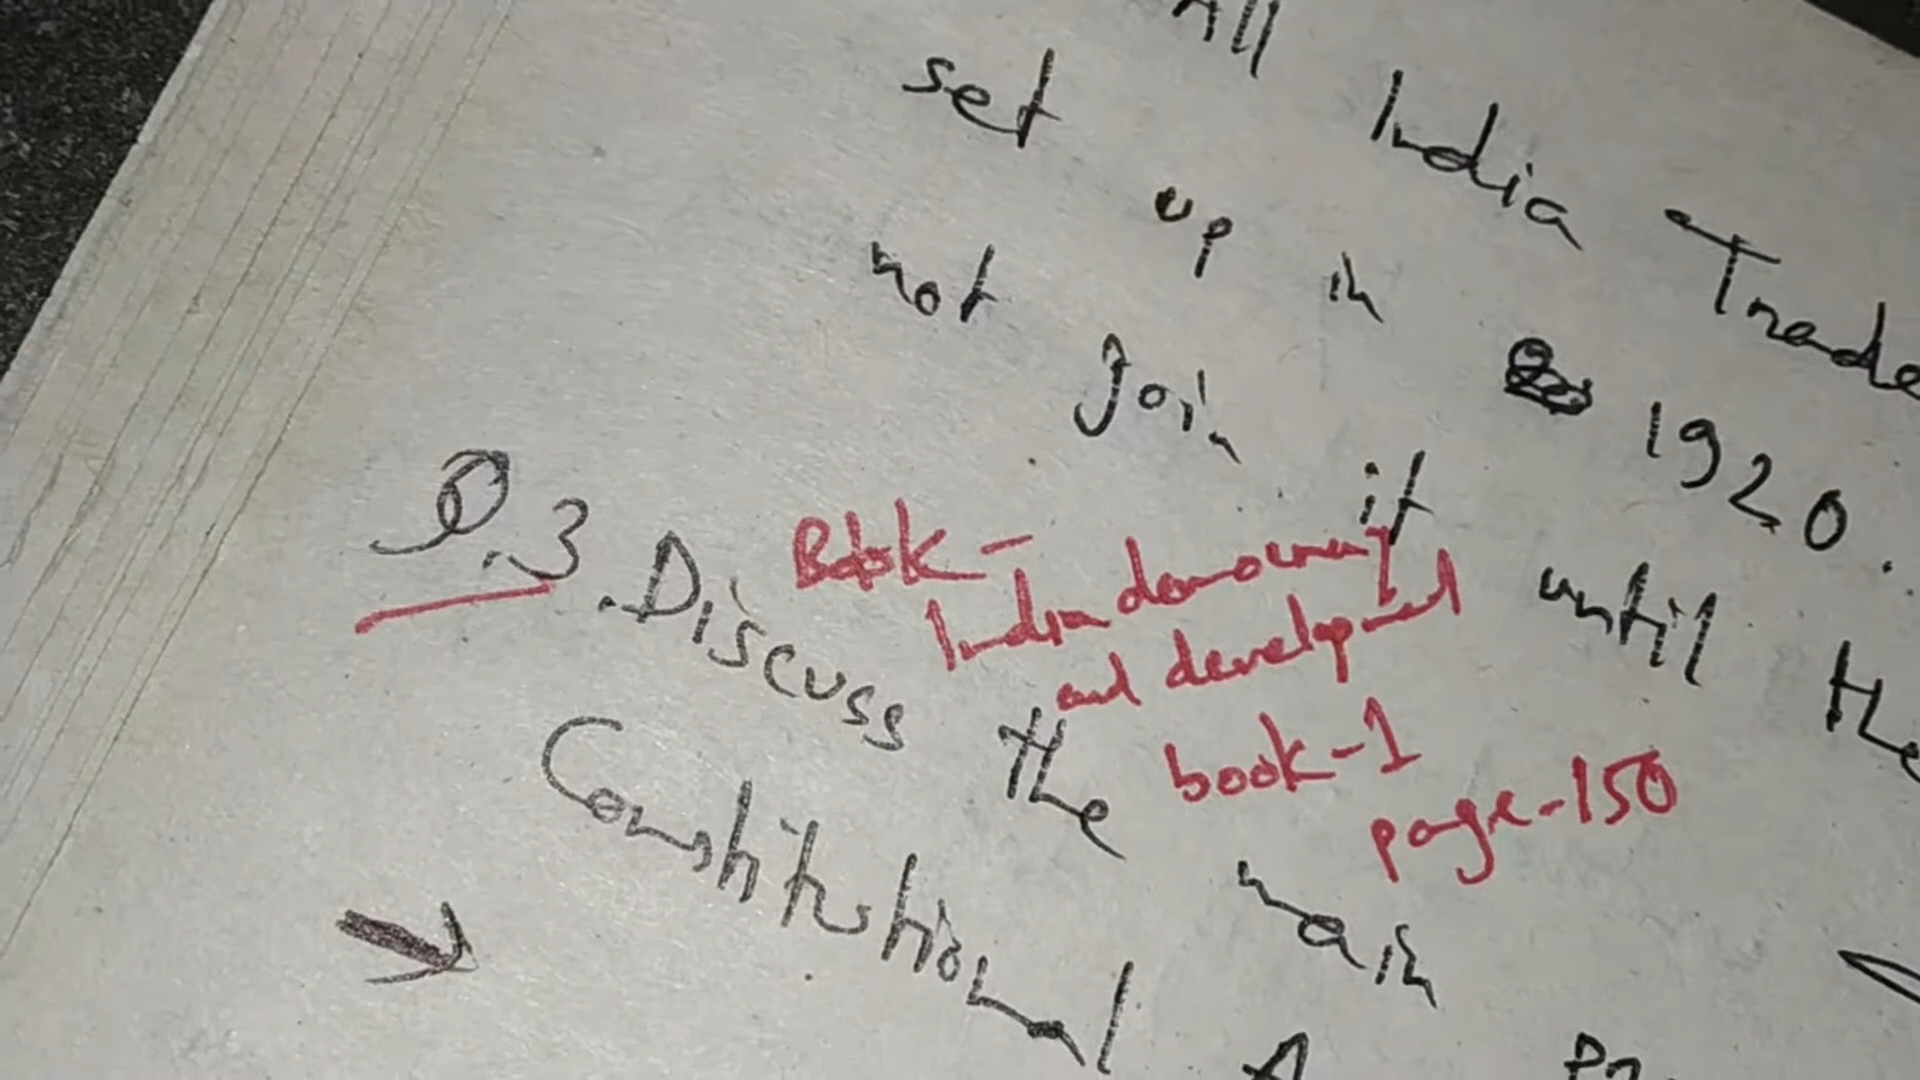 All India Trade
set up in 1920.
not Join it until the
Q.3. Discuss the main
Book-
India democracy
and development
book-1
page-150
Constitutional